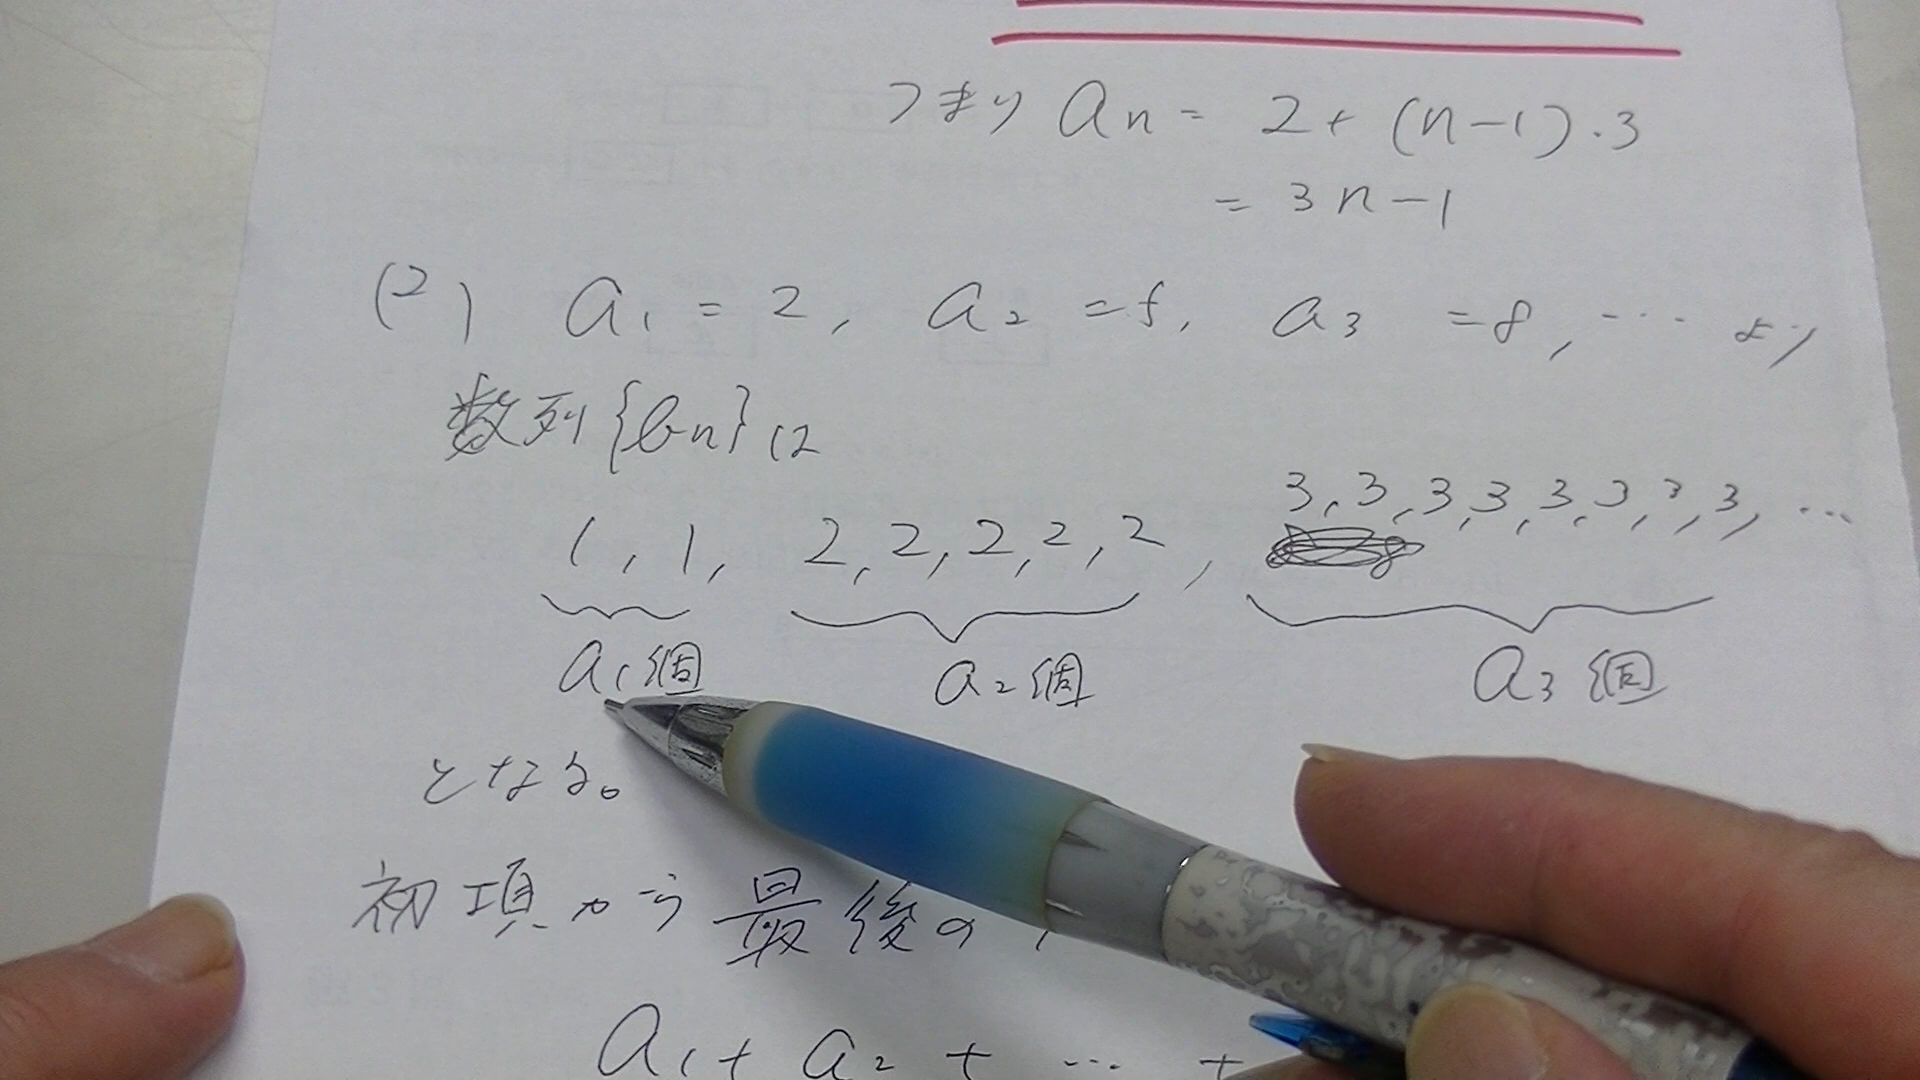 つまり an = 2+(n-1)・3
= 3n-1
(2) a1 = 2, a2 = 5, a3 = 8, … より
数列{bn}は
1, 1, 2, 2, 2, 2, 2, 3, 3, 3, 3, 3, 3, 3, 3, …
a1個 a2個 a3個
となる。
初項から最後の
a1 + a2 + … +